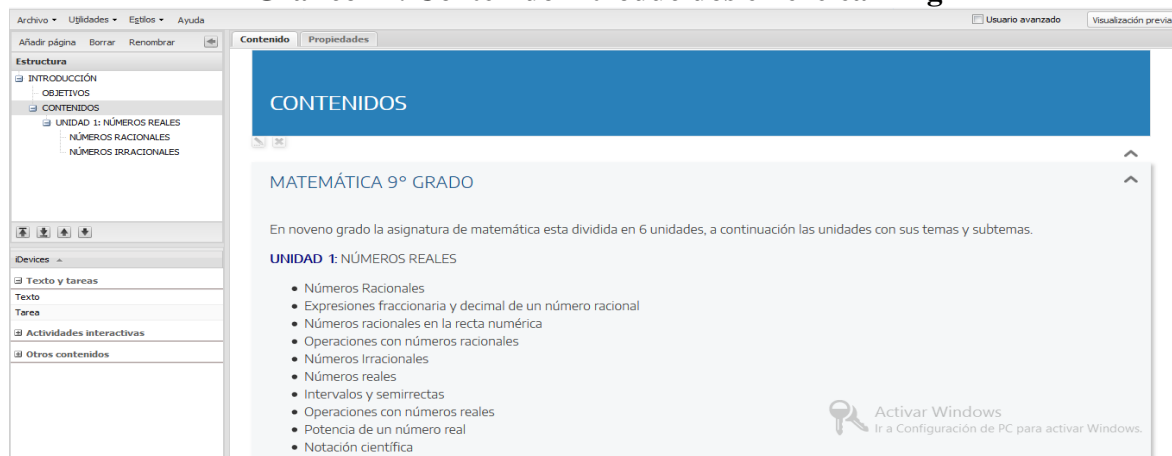 Archivo Utilidades Estilos Ayuda
Usuario avanzado
Visualización previa
Añadir página Borrar Renombrar
Contenido Propiedades
Estructura
INTRODUCCIÓN
OBJETIVOS
CONTENIDOS
UNIDAD 1: NÚMEROS REALES
NÚMEROS RACIONALES
NÚMEROS IRRACIONALES
iDevices
Texto y tareas
Texto
Tarea
Actividades interactivas
Otros contenidos
CONTENIDOS
MATEMÁTICA 9° GRADO
En noveno grado la asignatura de matemática esta dividida en 6 unidades, a continuación las unidades con sus temas y subtemas.
UNIDAD 1: NÚMEROS REALES
Números Racionales
Expresiones fraccionaria y decimal de un número racional
Números racionales en la recta numérica
Operaciones con números racionales
Números Irracionales
Números reales
Intervalos y semirrectas
Operaciones con números reales
Potencia de un número real
Notación científica
Activar Windows
Ir a Configuración de PC para activar Windows.